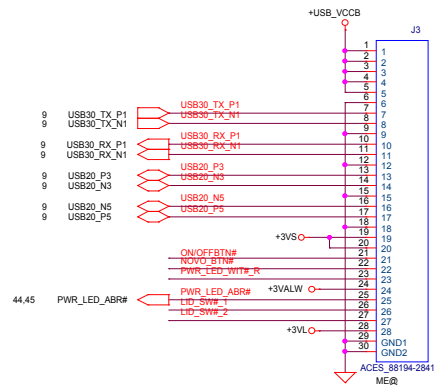 +USB_VCCB
J3
1 1
2 2
3 3
4 4
5 5
6 6
USB30_TX_P1 7 7
9 USB30_TX_P1
USB30_TX_N1 8 8
9 USB30_TX_N1
9 9
USB30_RX_P1 10 10
9 USB30_RX_P1
USB30_RX_N1 11 11
9 USB30_RX_N1
12 12
USB20_P3 13 13
9 USB20_P3
USB20_N3 14 14
9 USB20_N3
15 15
USB20_N5 16 16
9 USB20_N5
USB20_P5 17 17
9 USB20_P5
18 18
+3VS 19 19
20 20
ON/OFFBTN# 21 21
NOVO_BTN# 22 22
PWR_LED_WIT#_R 23 23
+3VALW 24 24
44,45 PWR_LED_ABR# PWR_LED_ABR# 25 25
LID_SW#_1 26 26
LID_SW#_2 27 27
+3VL 28 28
29 GND1
30 GND2
ACES_88194-2841
ME@